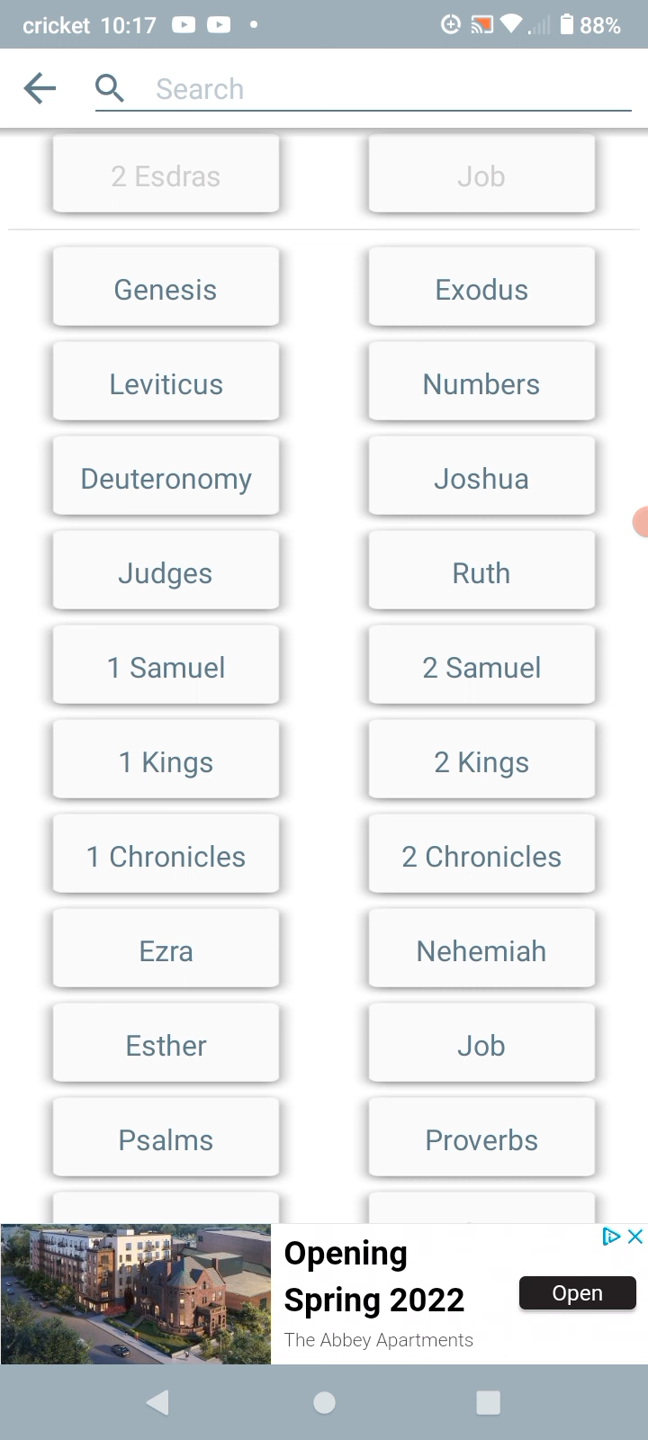 cricket 10:17 88%
Search
2 Esdras Job
Genesis Exodus
Leviticus Numbers
Deuteronomy Joshua
Judges Ruth
1 Samuel 2 Samuel
1 Kings 2 Kings
1 Chronicles 2 Chronicles
Ezra Nehemiah
Esther Job
Psalms Proverbs
Opening
Spring 2022
Open
The Abbey Apartments